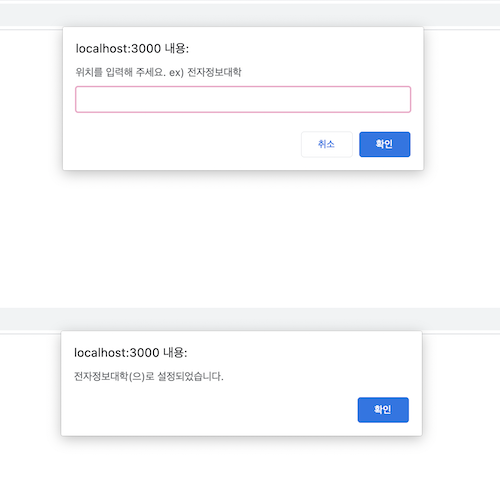 localhost:3000 내용:
위치를 입력해 주세요. ex) 전자정보대학
취소 확인
localhost:3000 내용:
전자정보대학(으)로 설정되었습니다.
확인